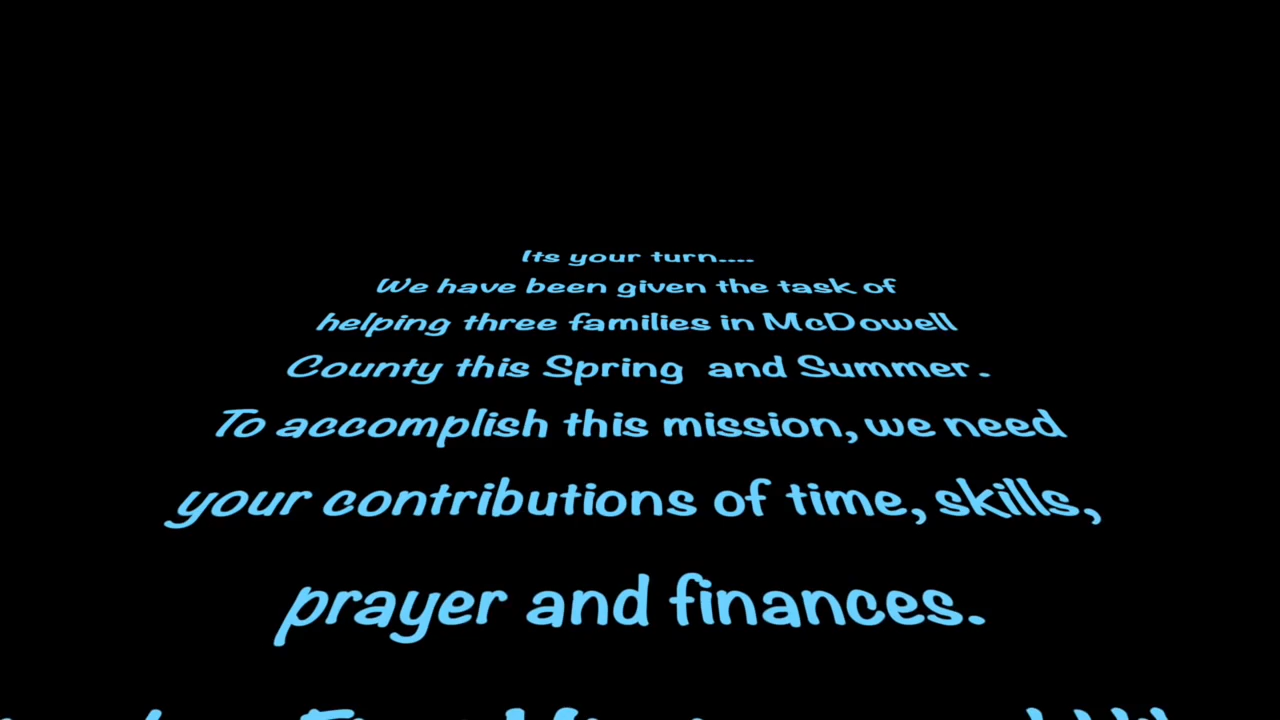 Its your turn....
We have been given the task of
helping three families in McDowell
County this Spring and Summer.
To accomplish this mission, we need
your contributions of time, skills,
prayer and finances.